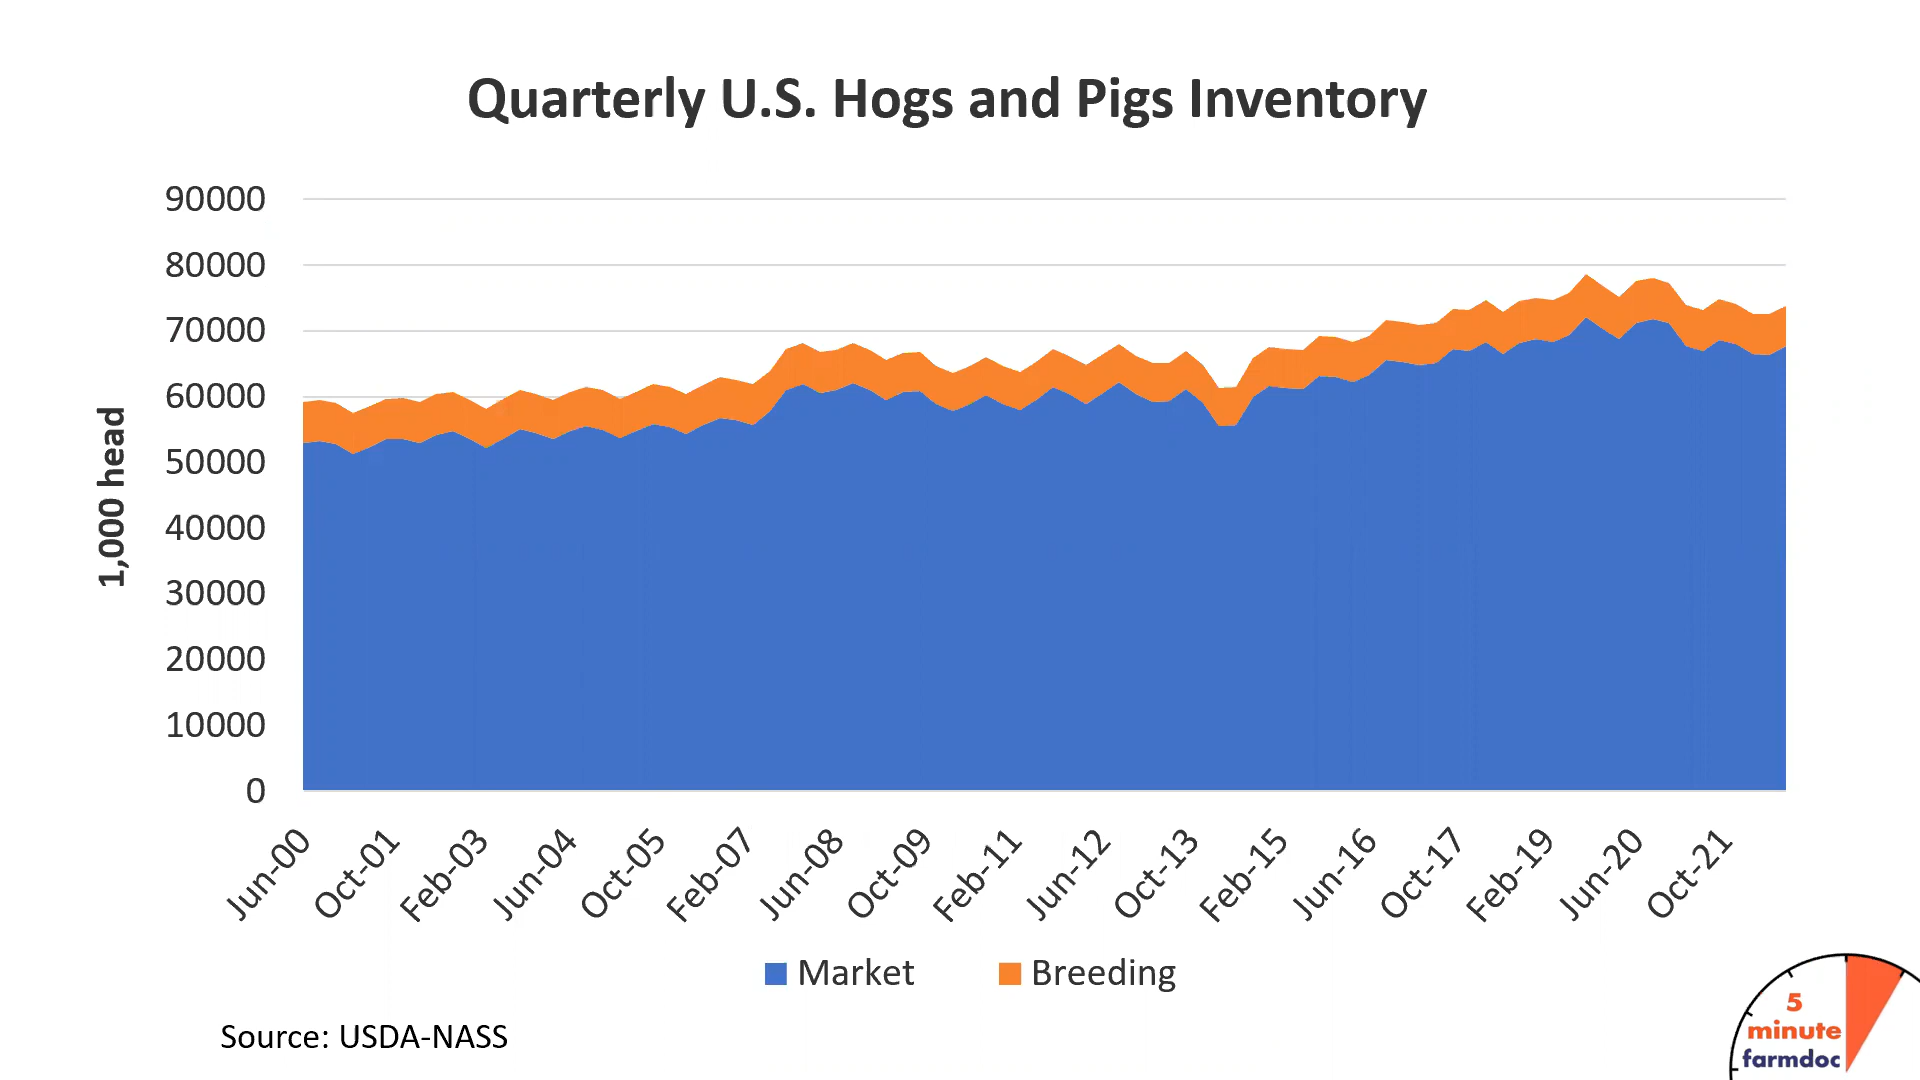 Quarterly U.S. Hogs and Pigs Inventory
90000
80000
70000
60000
50000
40000
30000
20000
10000
0
1,000 head
Jun-00
Oct-01
Feb-03
Jun-04
Oct-05
Feb-07
Jun-08
Oct-09
Feb-11
Jun-12
Oct-13
Feb-15
Jun-16
Oct-17
Feb-19
Jun-20
Oct-21
Market
Breeding
Source: USDA-NASS
5
minute
farmdoc